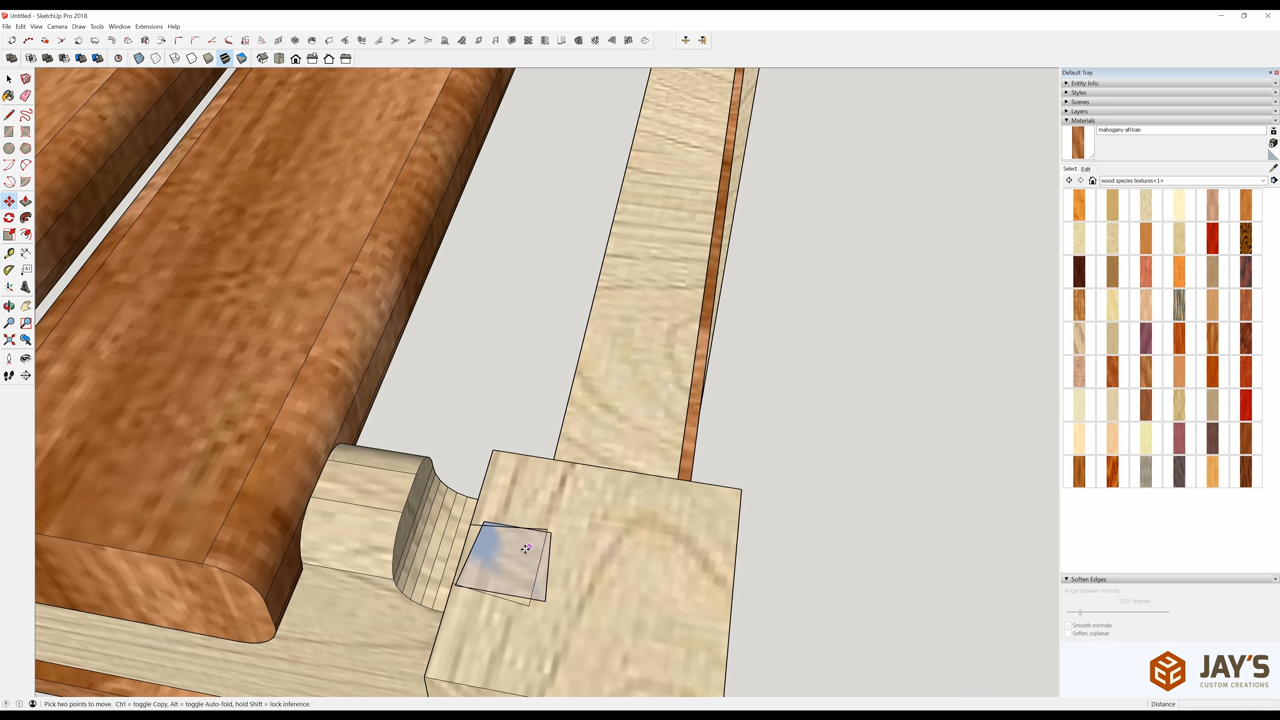 Untitled - SketchUp Pro 2018
File Edit View Camera Draw Tools Window Extensions Help
Default Tray
Entity Info
Styles
Scenes
Layers
Materials
mahogany-african
Select Edit
wood species textures<1>
Soften Edges
Angle between normals:
20.0 degrees
Smooth normals
Soften coplanar
JAY'S
CUSTOM CREATIONS
Pick two points to move. Ctrl = toggle Copy, Alt = toggle Auto-fold, hold Shift = lock inference.
Distance